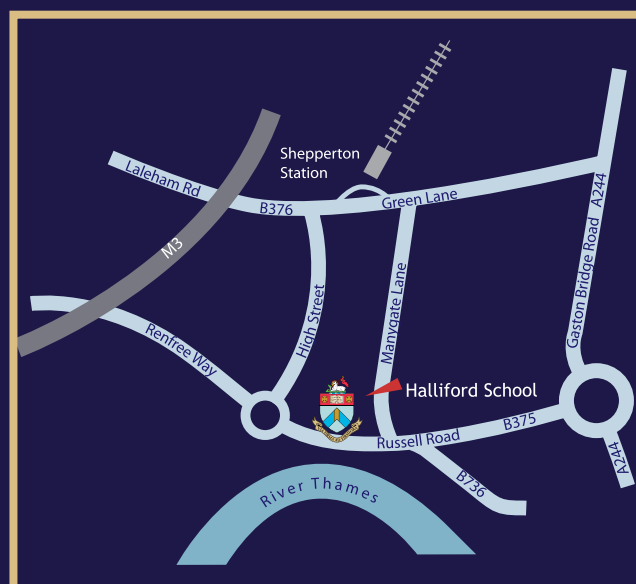 Shepperton
Station
Laleham Rd
B376
Green Lane
A244
M3
Gaston Bridge Road
High Street
Manygate Lane
Renfree Way
Halliford School
Russell Road
B375
A244
B736
River Thames